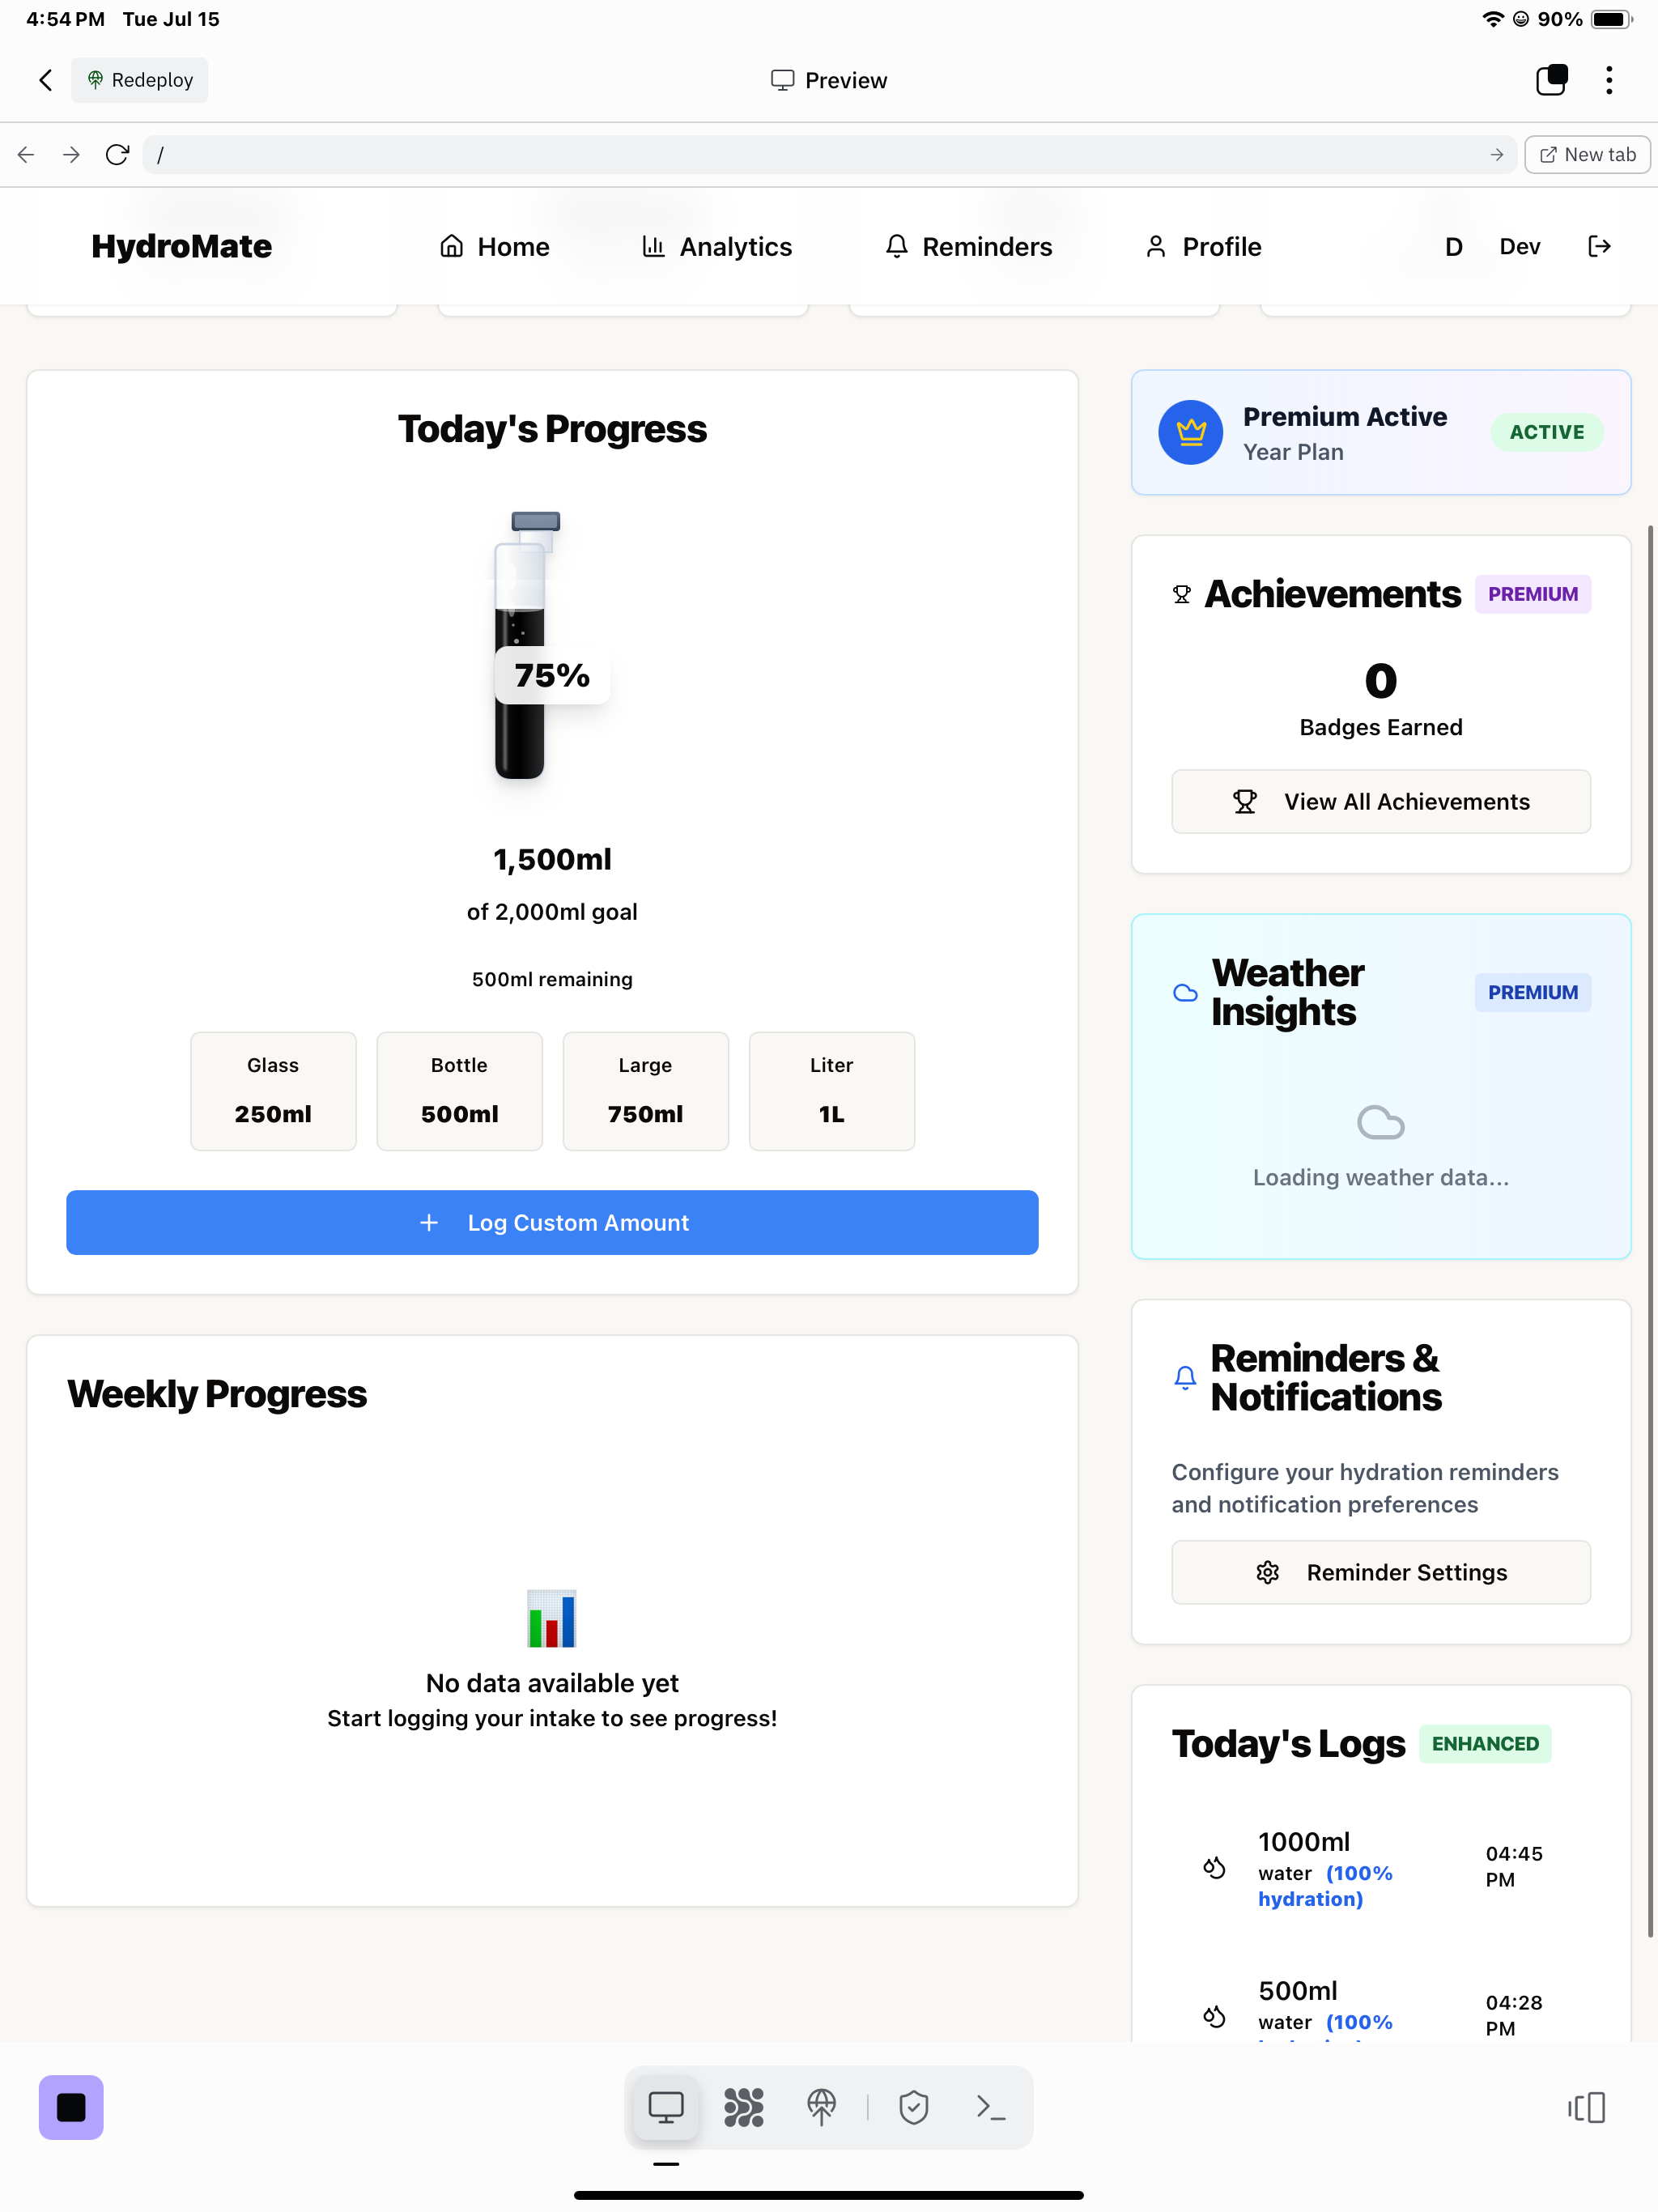 4:54 PM Tue Jul 15
90%
Redeploy
Preview
/
New tab
HydroMate
Home
Analytics
Reminders
Profile
D
Dev
Today's Progress
75%
1,500ml
of 2,000ml goal
500ml remaining
Glass
250ml
Bottle
500ml
Large
750ml
Liter
1L
Log Custom Amount
Weekly Progress
No data available yet
Start logging your intake to see progress!
Premium Active
Year Plan
ACTIVE
Achievements
PREMIUM
0
Badges Earned
View All Achievements
Weather
Insights
PREMIUM
Loading weather data...
Reminders &
Notifications
Configure your hydration reminders
and notification preferences
Reminder Settings
Today's Logs
ENHANCED
1000ml
water (100%
hydration)
04:45
PM
500ml
water (100%
04:28
PM